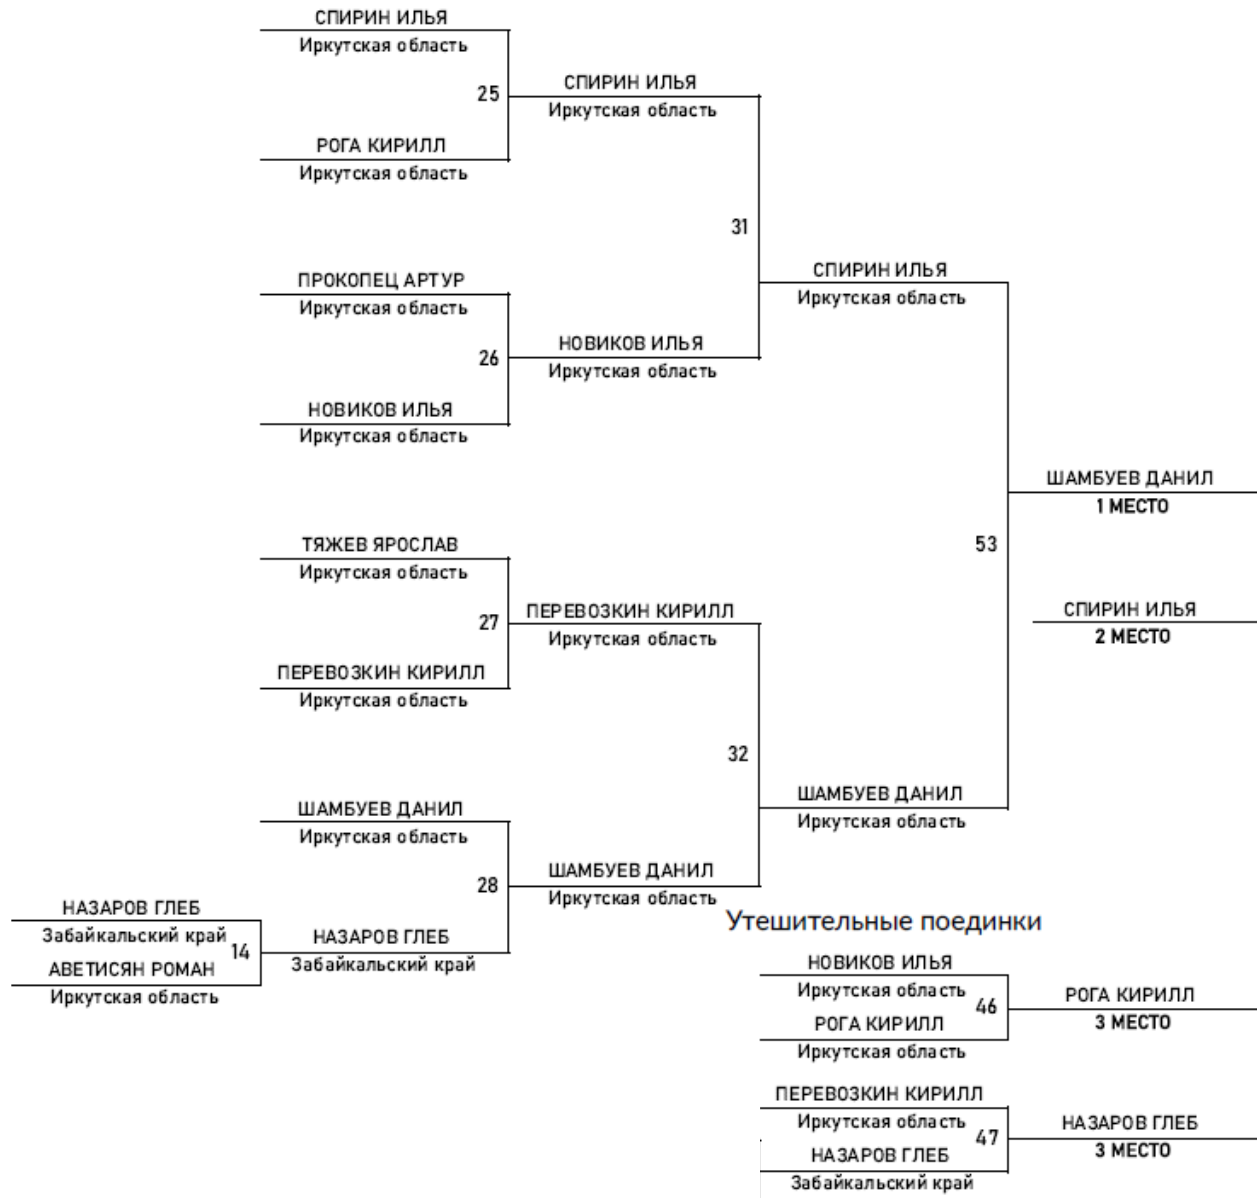 СПИРИН ИЛЬЯ
Иркутская область
25
РОГА КИРИЛЛ
Иркутская область
СПИРИН ИЛЬЯ
Иркутская область
31
ПРОКОПЕЦ АРТУР
Иркутская область
26
НОВИКОВ ИЛЬЯ
Иркутская область
НОВИКОВ ИЛЬЯ
Иркутская область
СПИРИН ИЛЬЯ
Иркутская область
53
ТЯЖЕВ ЯРОСЛАВ
Иркутская область
27
ПЕРЕВОЗКИН КИРИЛЛ
Иркутская область
ПЕРЕВОЗКИН КИРИЛЛ
Иркутская область
32
ШАМБУЕВ ДАНИЛ
Иркутская область
28
НАЗАРОВ ГЛЕБ
Забайкальский край
14
АВЕТИСЯН РОМАН
Иркутская область
НАЗАРОВ ГЛЕБ
Забайкальский край
ШАМБУЕВ ДАНИЛ
Иркутская область
ШАМБУЕВ ДАНИЛ
Иркутская область
ШАМБУЕВ ДАНИЛ
1 МЕСТО
СПИРИН ИЛЬЯ
2 МЕСТО
Утешительные поединки
НОВИКОВ ИЛЬЯ
Иркутская область
46
РОГА КИРИЛЛ
Иркутская область
РОГА КИРИЛЛ
3 МЕСТО
ПЕРЕВОЗКИН КИРИЛЛ
Иркутская область
47
НАЗАРОВ ГЛЕБ
Забайкальский край
НАЗАРОВ ГЛЕБ
3 МЕСТО